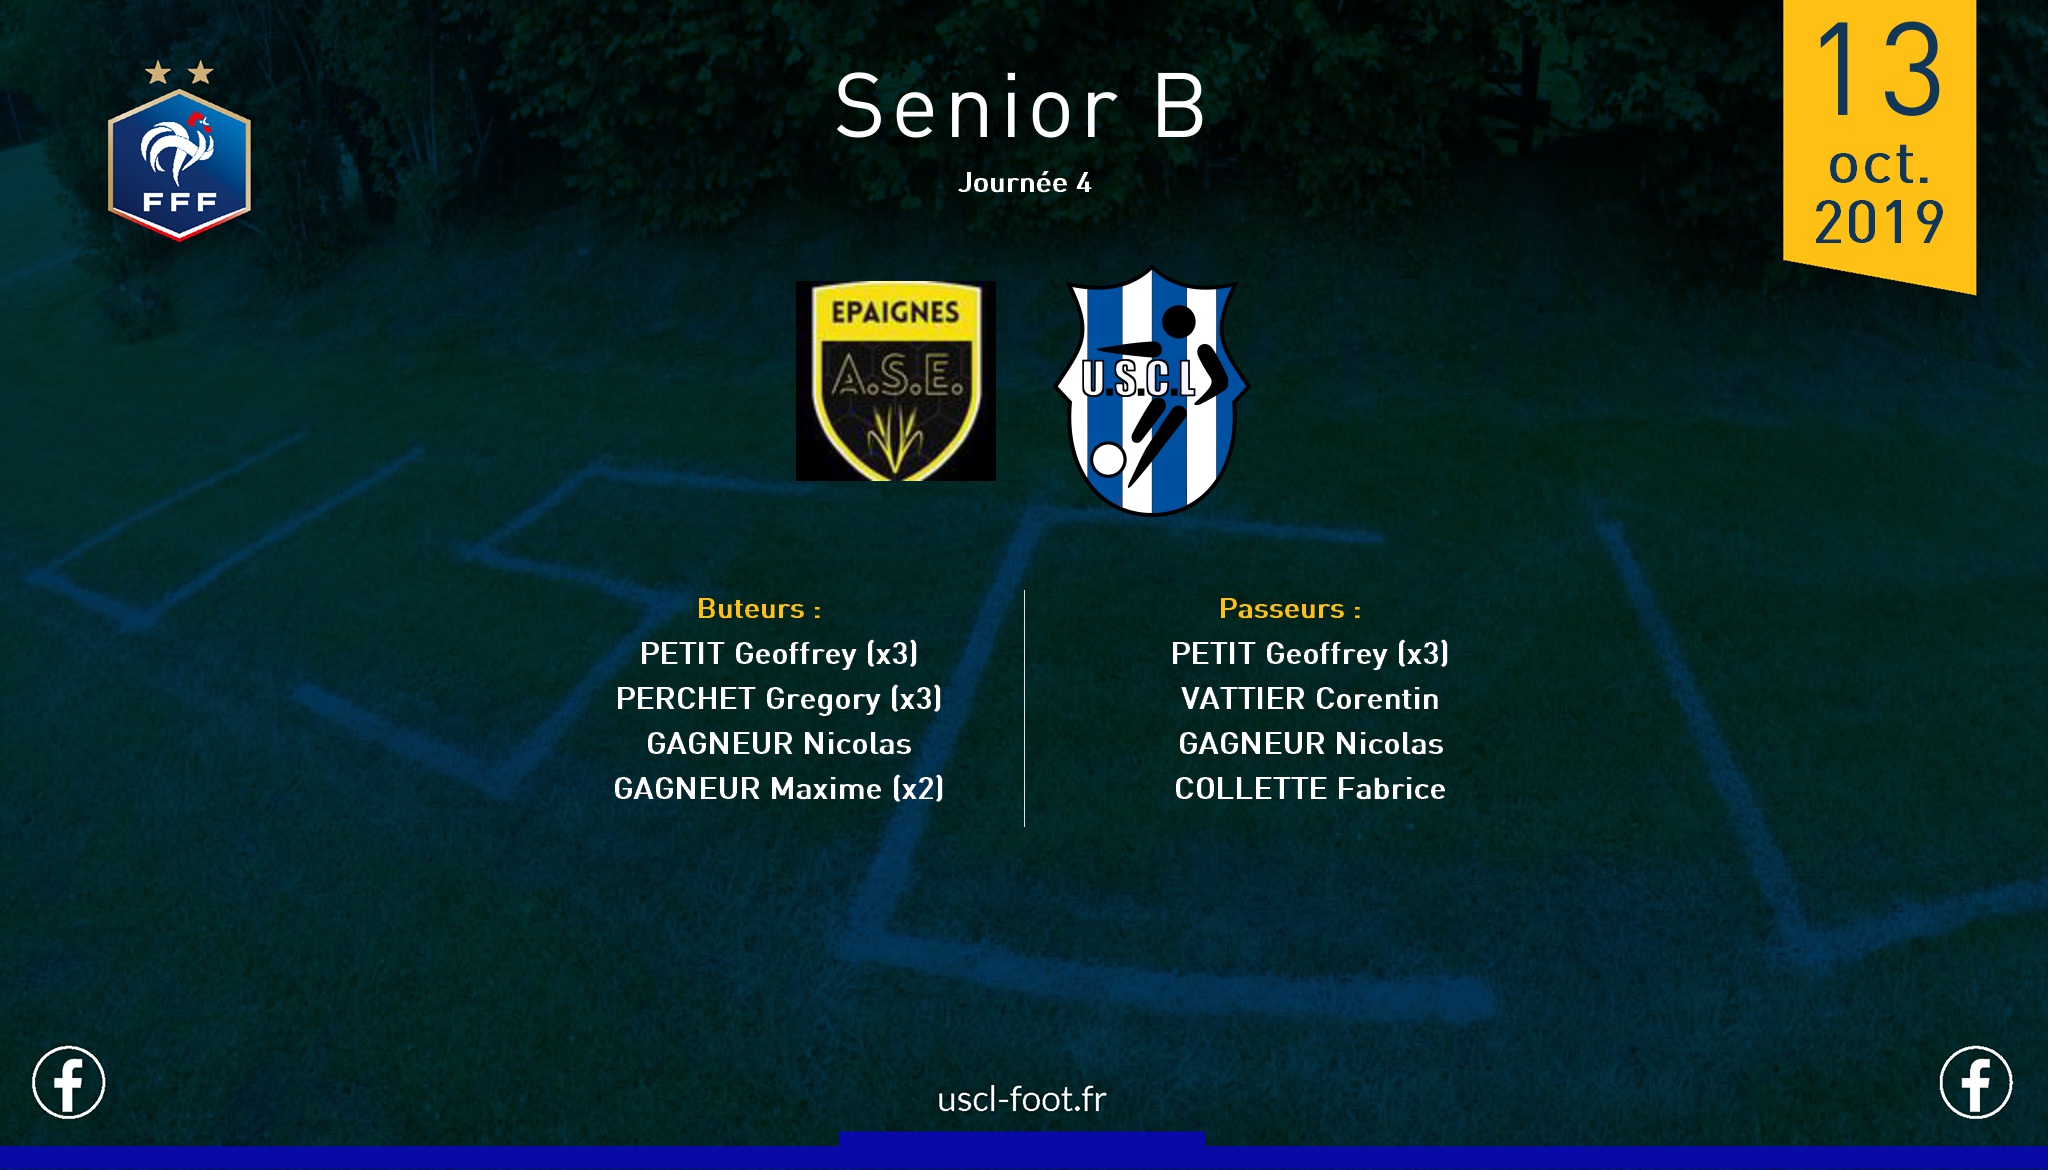 Senior B
Journée 4
13
oct.
2019
FFF
EPAIGNES
A.S.E.
U.S.C.L
Buteurs :
PETIT Geoffrey (x3)
PERCHET Gregory (x3)
GAGNEUR Nicolas
GAGNEUR Maxime (x2)
Passeurs :
PETIT Geoffrey (x3)
VATTIER Corentin
GAGNEUR Nicolas
COLLETTE Fabrice
uscl-foot.fr